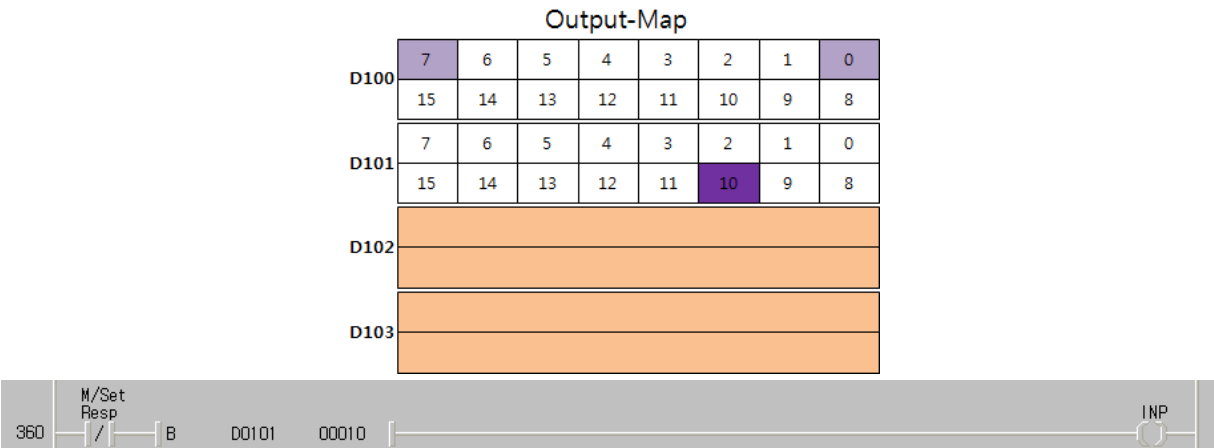 Output-Map
D100
7 6 5 4 3 2 1 0
15 14 13 12 11 10 9 8
D101
7 6 5 4 3 2 1 0
15 14 13 12 11 10 9 8
D102
D103
M/Set
Resp
INP
360 / B D0101 00010